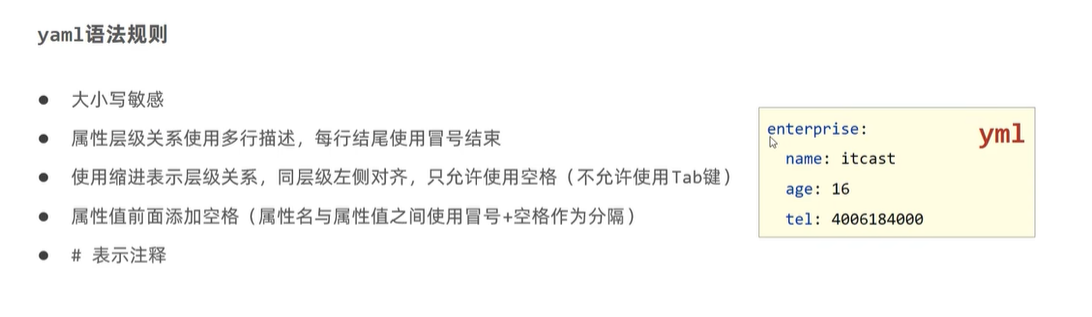 yaml语法规则
● 大小写敏感
● 属性层级关系使用多行描述，每行结尾使用冒号结束
● 使用缩进表示层级关系，同层级左侧对齐，只允许使用空格（不允许使用Tab键）
● 属性值前面添加空格（属性名与属性值之间使用冒号+空格作为分隔）
● # 表示注释
enterprise:
yml
  name: itcast
  age: 16
  tel: 4006184000